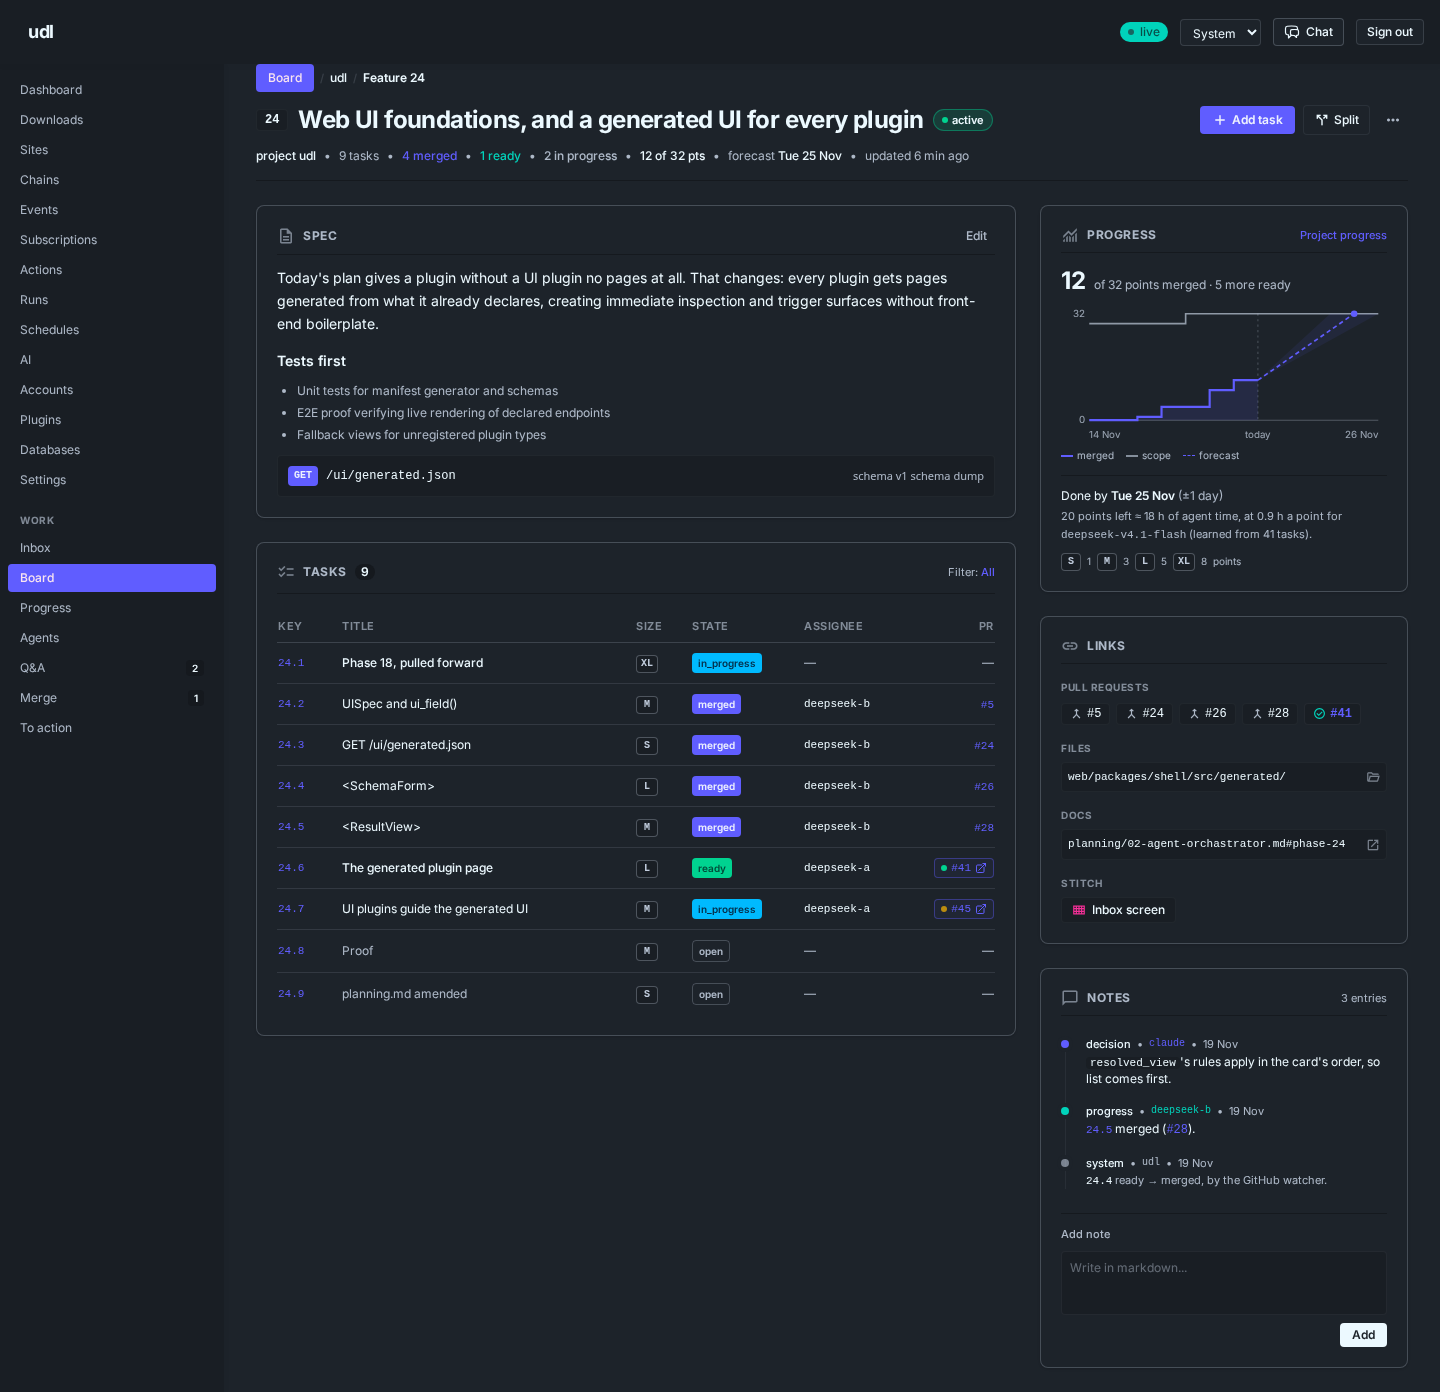 udl
live
System
Chat
Sign out
Dashboard
Downloads
Sites
Chains
Events
Subscriptions
Actions
Runs
Schedules
AI
Accounts
Plugins
Databases
Settings
WORK
Inbox
Board
Progress
Agents
Q&A 2
Merge 1
To action
Board / udl / Feature 24
24 Web UI foundations, and a generated UI for every plugin active
Add task
Split
project udl • 9 tasks • 4 merged • 1 ready • 2 in progress • 12 of 32 pts • forecast Tue 25 Nov • updated 6 min ago
SPEC
Edit
Today's plan gives a plugin without a UI plugin no pages at all. That changes: every plugin gets pages
generated from what it already declares, creating immediate inspection and trigger surfaces without front-
end boilerplate.
Tests first
• Unit tests for manifest generator and schemas
• E2E proof verifying live rendering of declared endpoints
• Fallback views for unregistered plugin types
GET /ui/generated.json schema v1 schema dump
TASKS 9
Filter: All
KEY TITLE SIZE STATE ASSIGNEE PR
24.1 Phase 18, pulled forward XL in_progress — —
24.2 UISpec and ui_field() M merged deepseek-b #5
24.3 GET /ui/generated.json S merged deepseek-b #24
24.4 <SchemaForm> L merged deepseek-b #26
24.5 <ResultView> M merged deepseek-b #28
24.6 The generated plugin page L ready deepseek-a #41
24.7 UI plugins guide the generated UI M in_progress deepseek-a #45
24.8 Proof M open — —
24.9 planning.md amended S open — —
PROGRESS
Project progress
12 of 32 points merged · 5 more ready
32
0
14 Nov today 26 Nov
merged scope forecast
Done by Tue 25 Nov (±1 day)
20 points left ≈ 18 h of agent time, at 0.9 h a point for
deepseek-v4.1-flash (learned from 41 tasks).
S 1 M 3 L 5 XL 8 points
LINKS
PULL REQUESTS
#5 #24 #26 #28 #41
FILES
web/packages/shell/src/generated/
DOCS
planning/02-agent-orchastrator.md#phase-24
STITCH
Inbox screen
NOTES
3 entries
decision • claude • 19 Nov
resolved_view's rules apply in the card's order, so
list comes first.
progress • deepseek-b • 19 Nov
24.5 merged (#28).
system • udl • 19 Nov
24.4 ready → merged, by the GitHub watcher.
Add note
Write in markdown...
Add